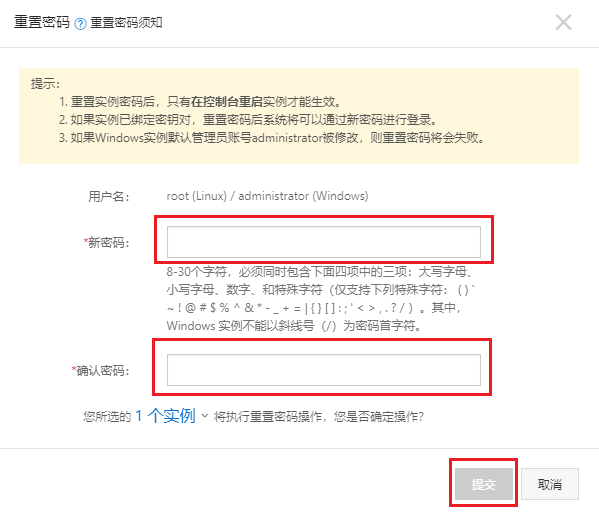 重置密码 ? 重置密码须知
提示：
1. 重置实例密码后，只有在控制台重启实例才能生效。
2. 如果实例已绑定密钥对，重置密码后系统将可以通过新密码进行登录。
3. 如果Windows实例默认管理员账号administrator被修改，则重置密码将会失败。
用户名： root (Linux) / administrator (Windows)
*新密码：
8-30个字符，必须同时包含下面四项中的三项：大写字母、
小写字母、数字、和特殊字符（仅支持下列特殊字符： ( ) `
~ ! @ # $ % ^ & * - _ + = | { } [ ] : ; ' < > , . ? / ）。其中，
Windows 实例不能以斜线号（/）为密码首字符。
*确认密码：
您所选的 1 个实例 将执行重置密码操作，您是否确定操作？
提交 取消